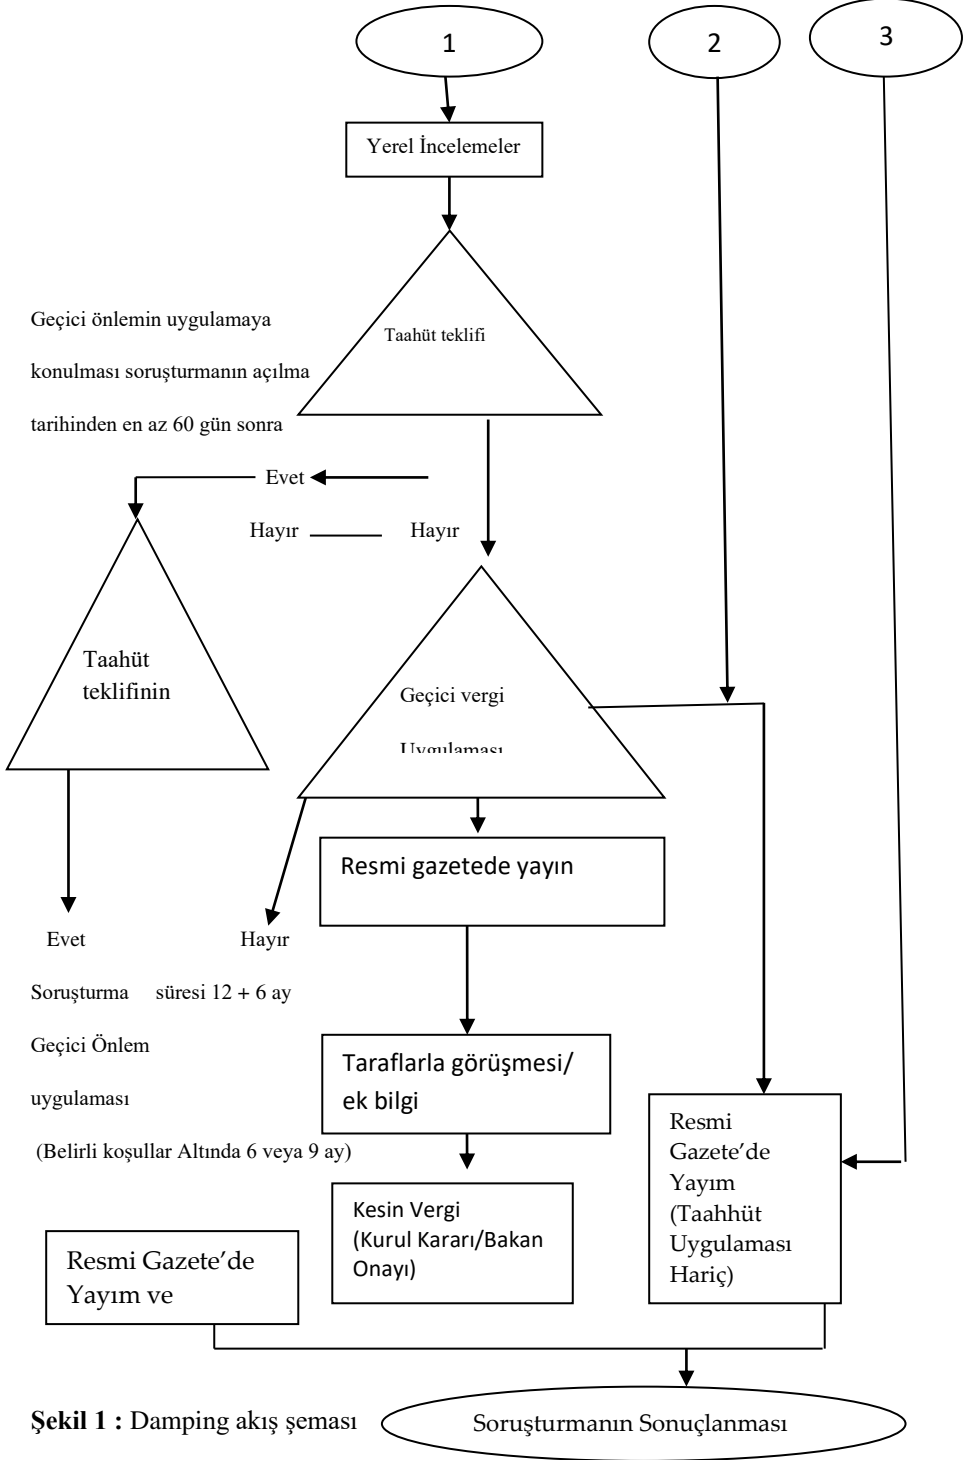 1
2
3
Yerel İncelemeler
Taahüt teklifi
Geçici önlemin uygulamaya
konulması soruşturmanın açılma
tarihinden en az 60 gün sonra
Evet
Hayır
Hayır
Taahüt
teklifinin
Geçici vergi
Uygulaması
Resmi gazetede yayın
Evet
Hayır
Soruşturma süresi 12 + 6 ay
Geçici Önlem
uygulaması
(Belirli koşullar Altında 6 veya 9 ay)
Taraflarla görüşmesi/
ek bilgi
Resmi
Gazete’de
Yayım
(Taahhüt
Uygulaması
Hariç)
Kesin Vergi
(Kurul Kararı/Bakan
Onayı)
Resmi Gazete’de
Yayım ve
Soruşturmanın Sonuçlanması
Şekil 1 : Damping akış şeması